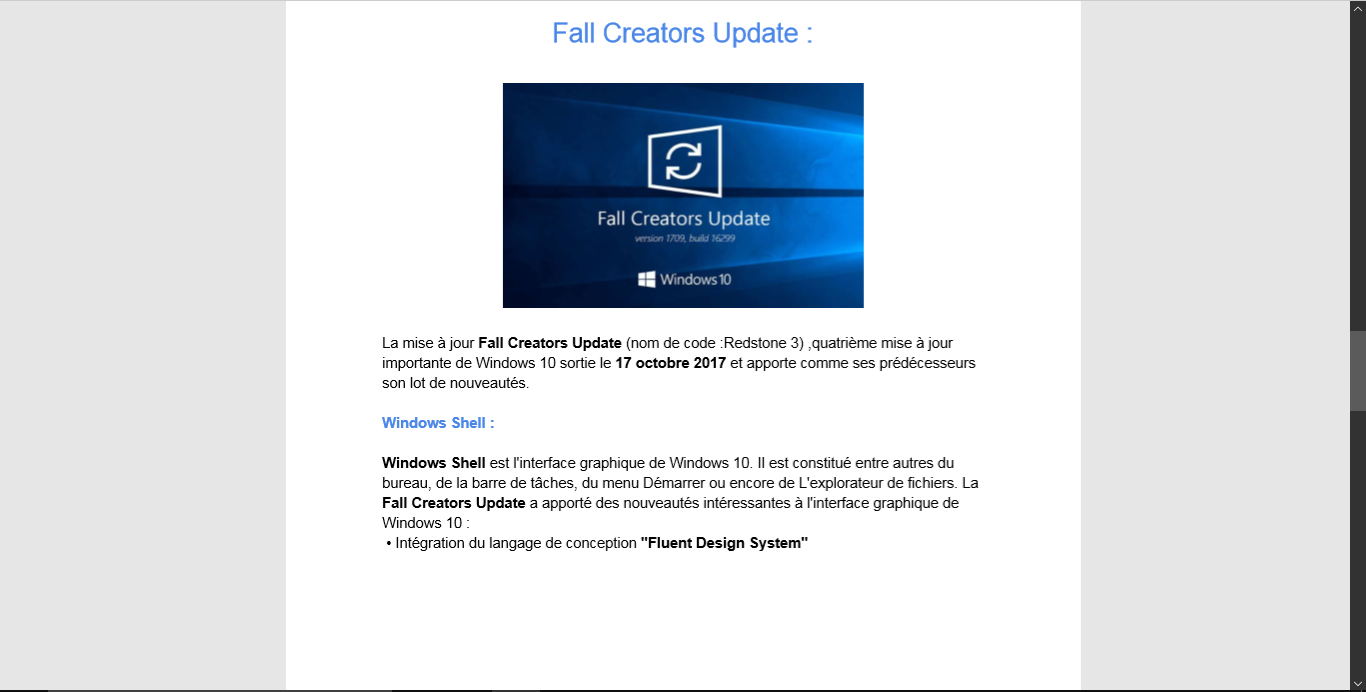 Fall Creators Update :
Fall Creators Update
version 1709, build 16299
Windows 10
La mise à jour Fall Creators Update (nom de code :Redstone 3) ,quatrième mise à jour
importante de Windows 10 sortie le 17 octobre 2017 et apporte comme ses prédécesseurs
son lot de nouveautés.
Windows Shell :
Windows Shell est l'interface graphique de Windows 10. Il est constitué entre autres du
bureau, de la barre de tâches, du menu Démarrer ou encore de L'explorateur de fichiers. La
Fall Creators Update a apporté des nouveautés intéressantes à l'interface graphique de
Windows 10 :
• Intégration du langage de conception "Fluent Design System"